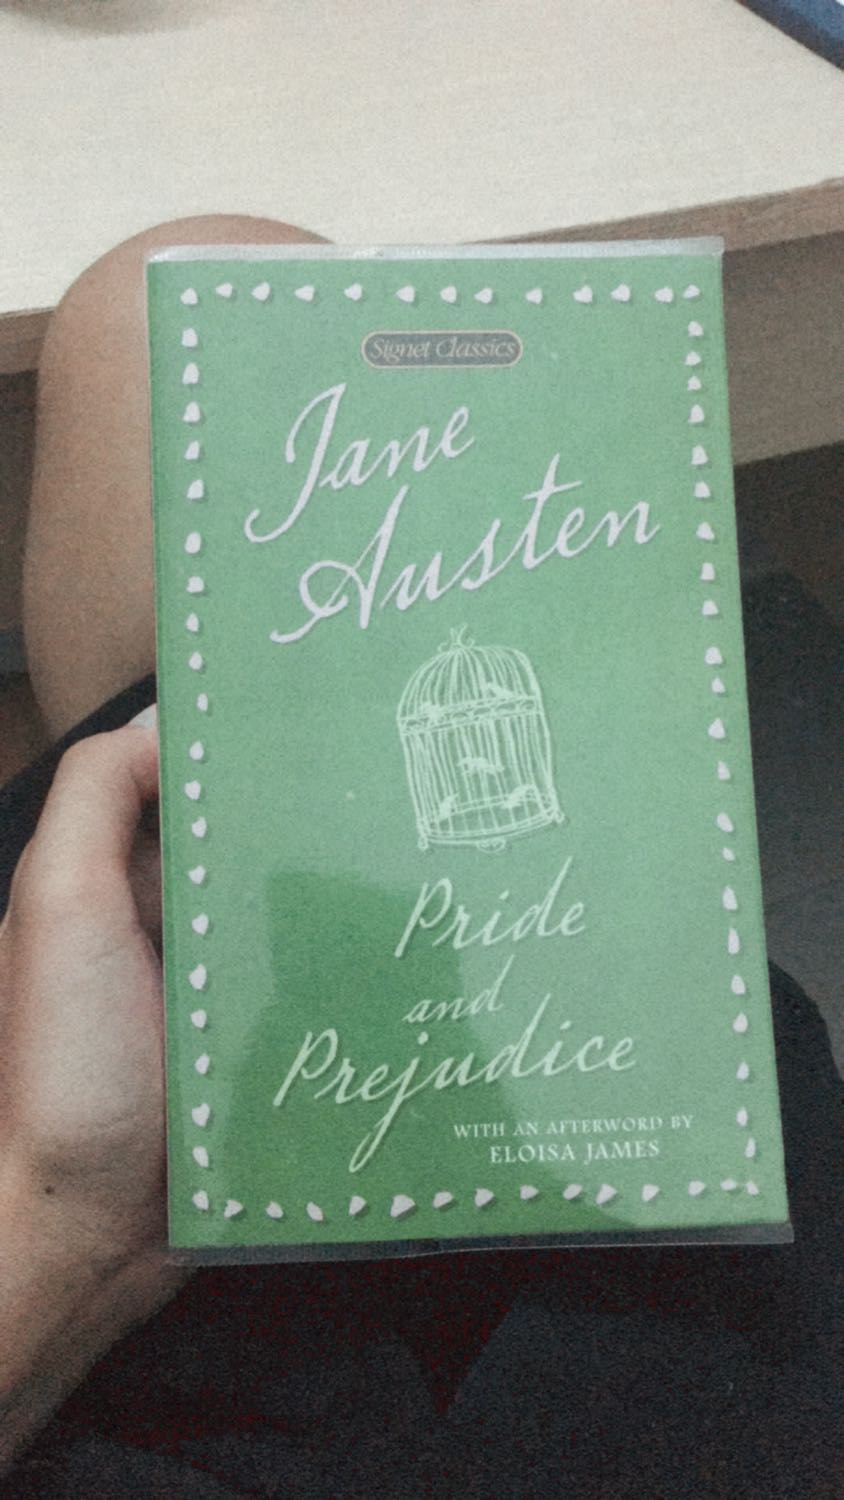 Signet Classics
Jane
Austen
Pride
and
Prejudice
WITH AN AFTERWORD BY
ELOISA JAMES